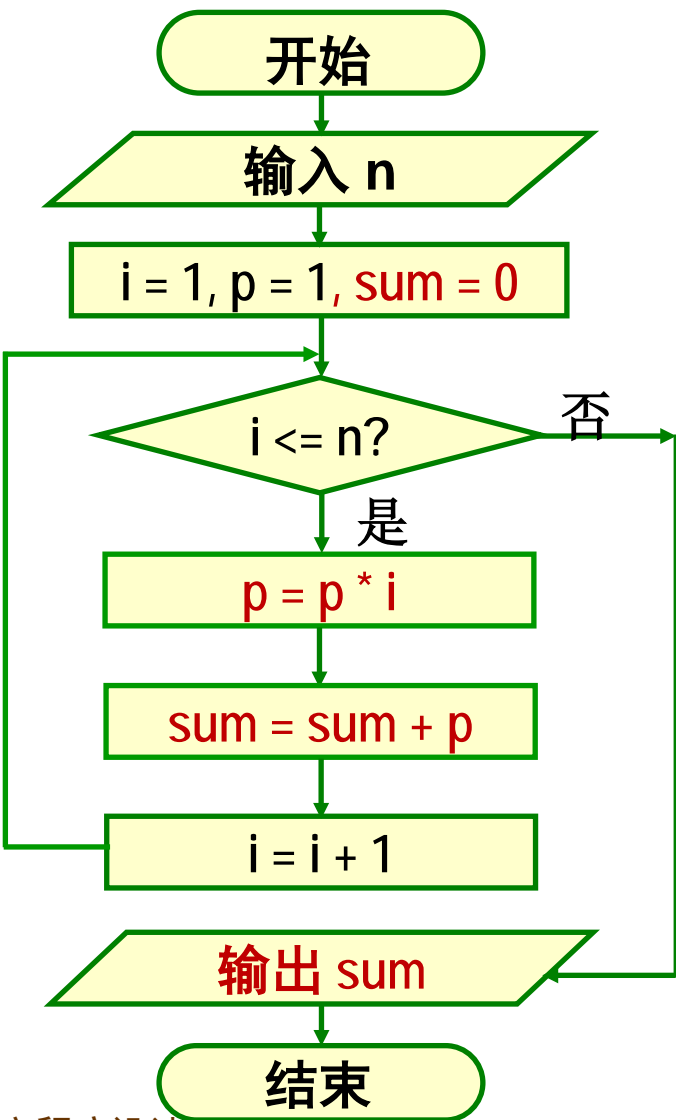 开始
输入 n
i = 1, p = 1, sum = 0
i <= n?
否
是
p = p * i
sum = sum + p
i = i + 1
输出 sum
结束